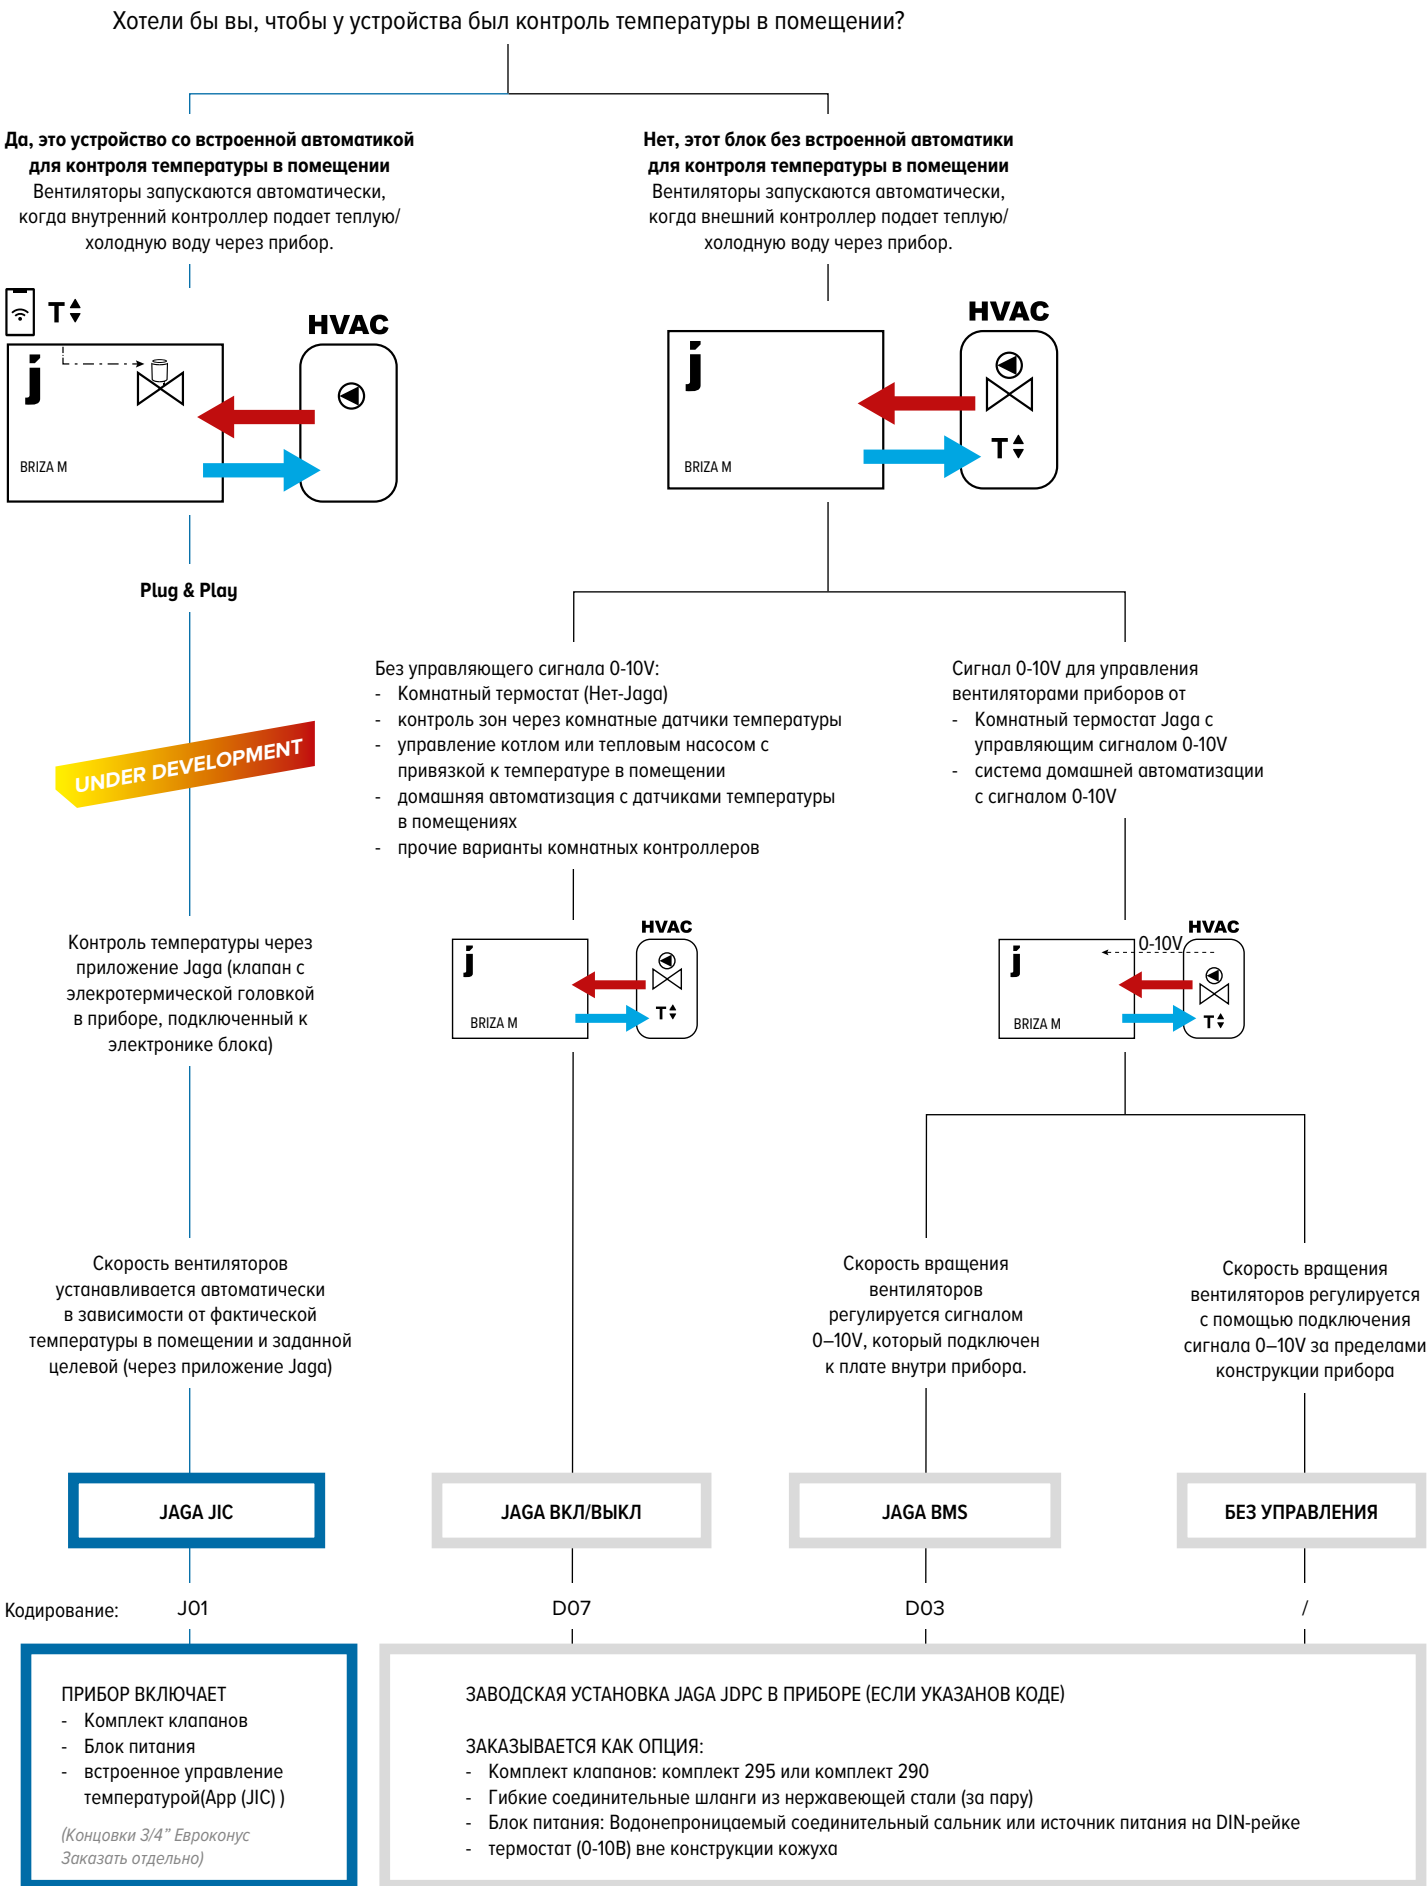 Хотели бы вы, чтобы у устройства был контроль температуры в помещении?
Да, это устройство со встроенной автоматикой
для контроля температуры в помещении
Вентиляторы запускаются автоматически,
когда внутренний контроллер подает теплую/
холодную воду через прибор.
Нет, этот блок без встроенной автоматики
для контроля температуры в помещении
Вентиляторы запускаются автоматически,
когда внешний контроллер подает теплую/
холодную воду через прибор.
T
HVAC
j
BRIZA M
HVAC
j
T
BRIZA M
Plug & Play
UNDER DEVELOPMENT
Контроль температуры через
приложение Jaga (клапан с
элекротермической головкой
в приборе, подключенный к
электронике блока)
Скорость вентиляторов
устанавливается автоматически
в зависимости от фактической
температуры в помещении и заданной
целевой (через приложение Jaga)
Без управляющего сигнала 0-10V:
- Комнатный термостат (Нет-Jaga)
- контроль зон через комнатные датчики температуры
- управление котлом или тепловым насосом с
привязкой к температуре в помещении
- домашняя автоматизация с датчиками температуры
в помещениях
- прочие варианты комнатных контроллеров
HVAC
j
T
BRIZA M
Сигнал 0-10V для управления
вентиляторами приборов от
- Комнатный термостат Jaga с
управляющим сигналом 0-10V
- система домашней автоматизации
с сигналом 0-10V
HVAC
0-10V
j
T
BRIZA M
Скорость вращения
вентиляторов
регулируется сигналом
0–10V, который подключен
к плате внутри прибора.
Скорость вращения
вентиляторов регулируется
с помощью подключения
сигнала 0–10V за пределами
конструкции прибора
JAGA JIC
JAGA ВКЛ/ВЫКЛ
JAGA BMS
БЕЗ УПРАВЛЕНИЯ
Кодирование:
J01
D07
D03
/
ПРИБОР ВКЛЮЧАЕТ
- Комплект клапанов
- Блок питания
- встроенное управление
температурой(App (JIC) )
(Концовки 3/4” Евроконус
Заказать отдельно)
ЗАВОДСКАЯ УСТАНОВКА JAGA JDPC В ПРИБОРЕ (ЕСЛИ УКАЗАНОВ КОДЕ)
ЗАКАЗЫВАЕТСЯ КАК ОПЦИЯ:
- Комплект клапанов: комплект 295 или комплект 290
- Гибкие соединительные шланги из нержавеющей стали (за пару)
- Блок питания: Водонепроницаемый соединительный сальник или источник питания на DIN-рейке
- термостат (0-10В) вне конструкции кожуха